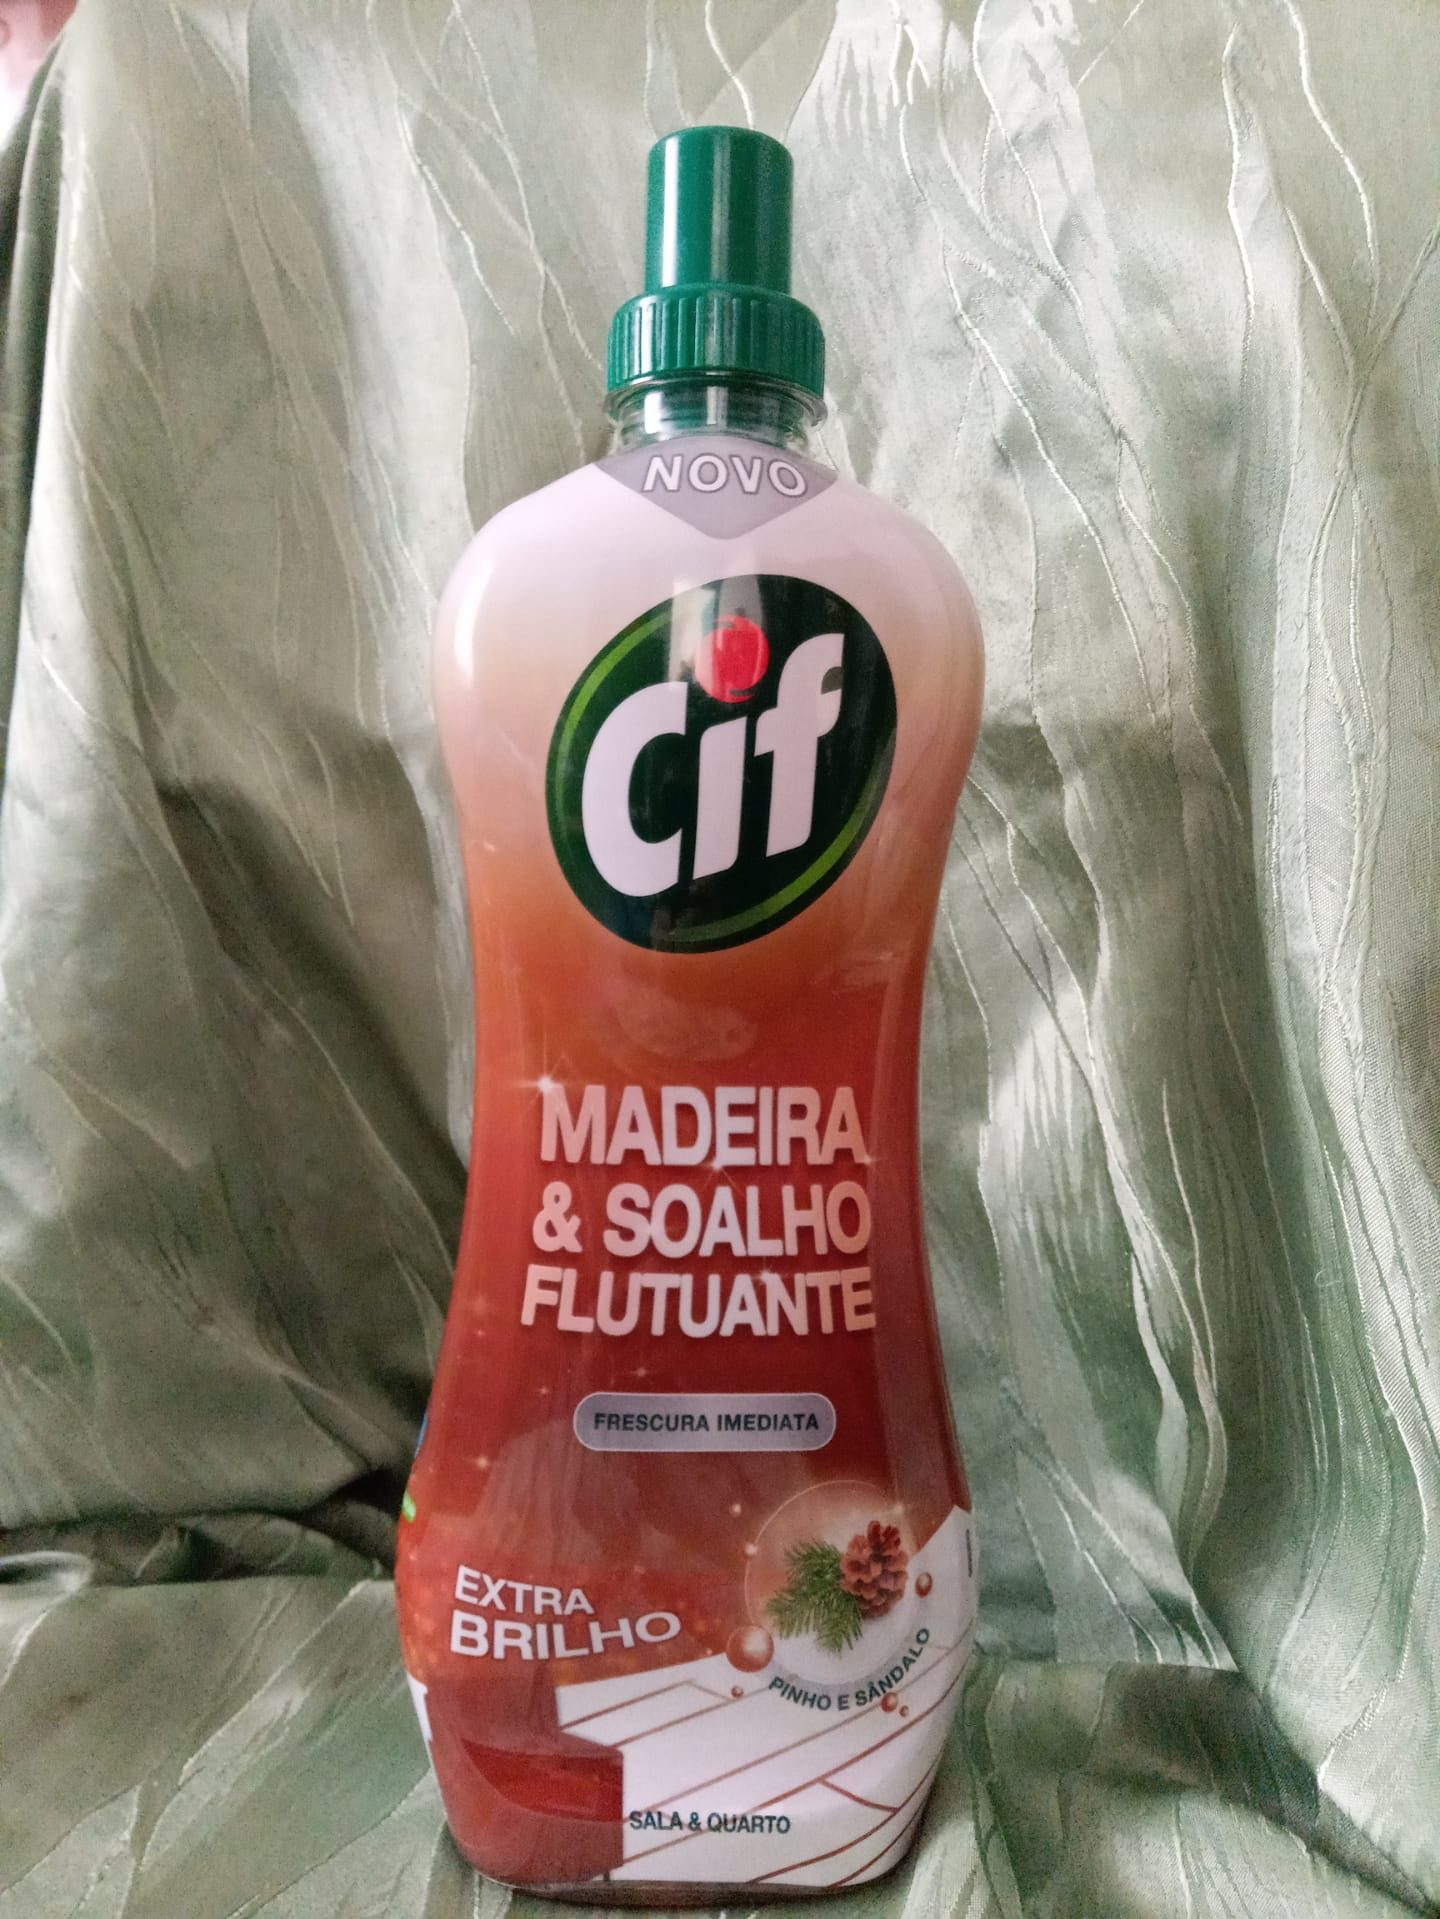 NOVO
Cif
MADEIRA
& SOALHO
FLUTUANTE
FRESCURA IMEDIATA
EXTRA
BRILHO
PINHO E SÂNDALO
SALA & QUARTO